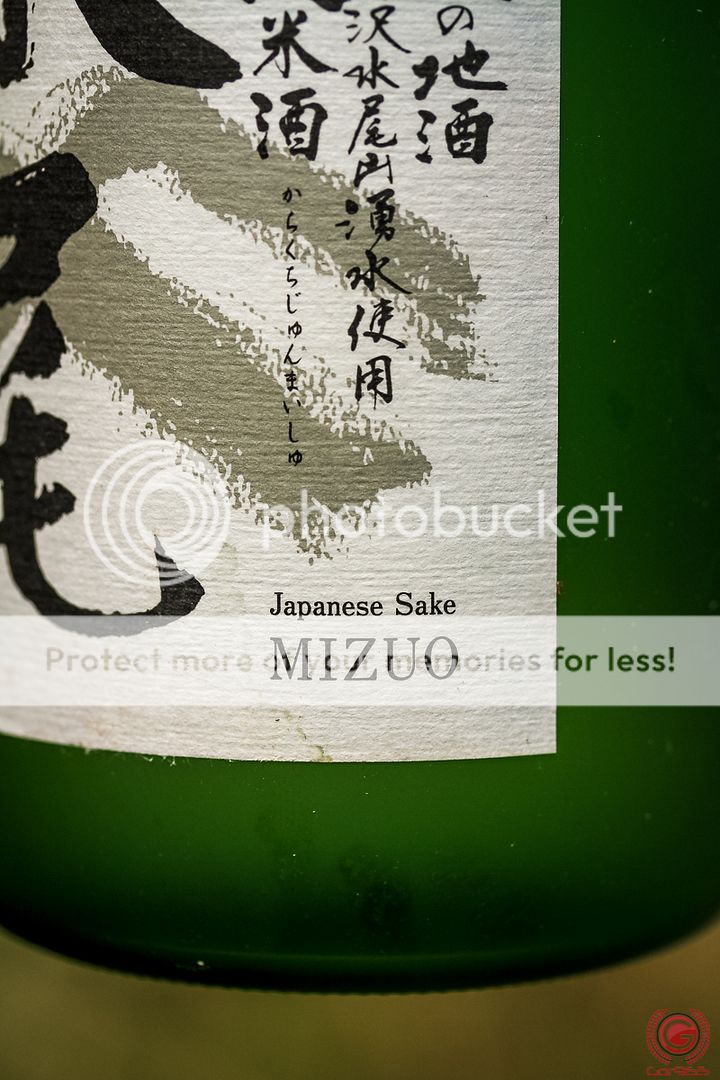 の地酒
沢水尾山湧水使用
米酒
からくちじゅんまいしゅ
も
Japanese Sake
MIZUO
photobucket
Protect more of your memories for less!